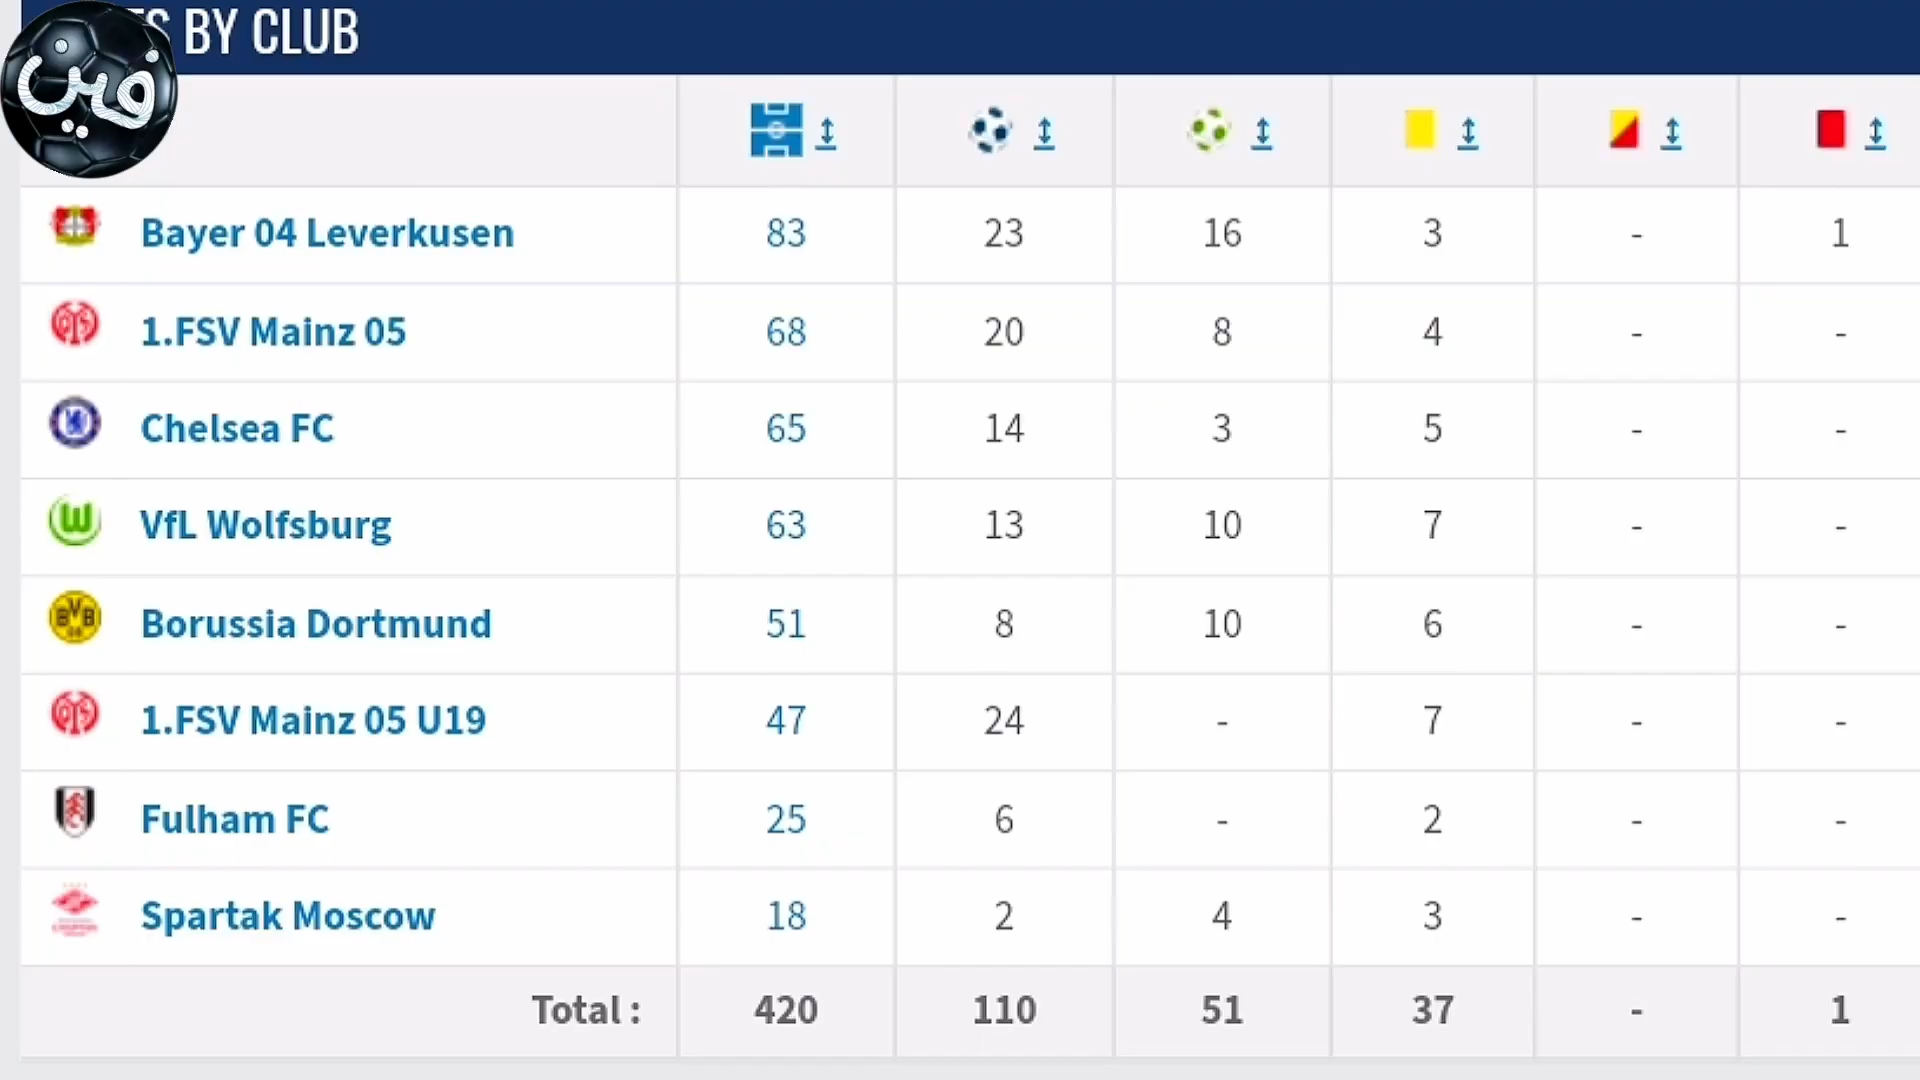 ES BY CLUB
فين
Bayer 04 Leverkusen 83 23 16 3 - 1
1.FSV Mainz 05 68 20 8 4 - -
Chelsea FC 65 14 3 5 - -
VfL Wolfsburg 63 13 10 7 - -
BVB 09
Borussia Dortmund 51 8 10 6 - -
1.FSV Mainz 05 U19 47 24 - 7 - -
Fulham FC 25 6 - 2 - -
Spartak Moscow 18 2 4 3 - -
Total : 420 110 51 37 - 1